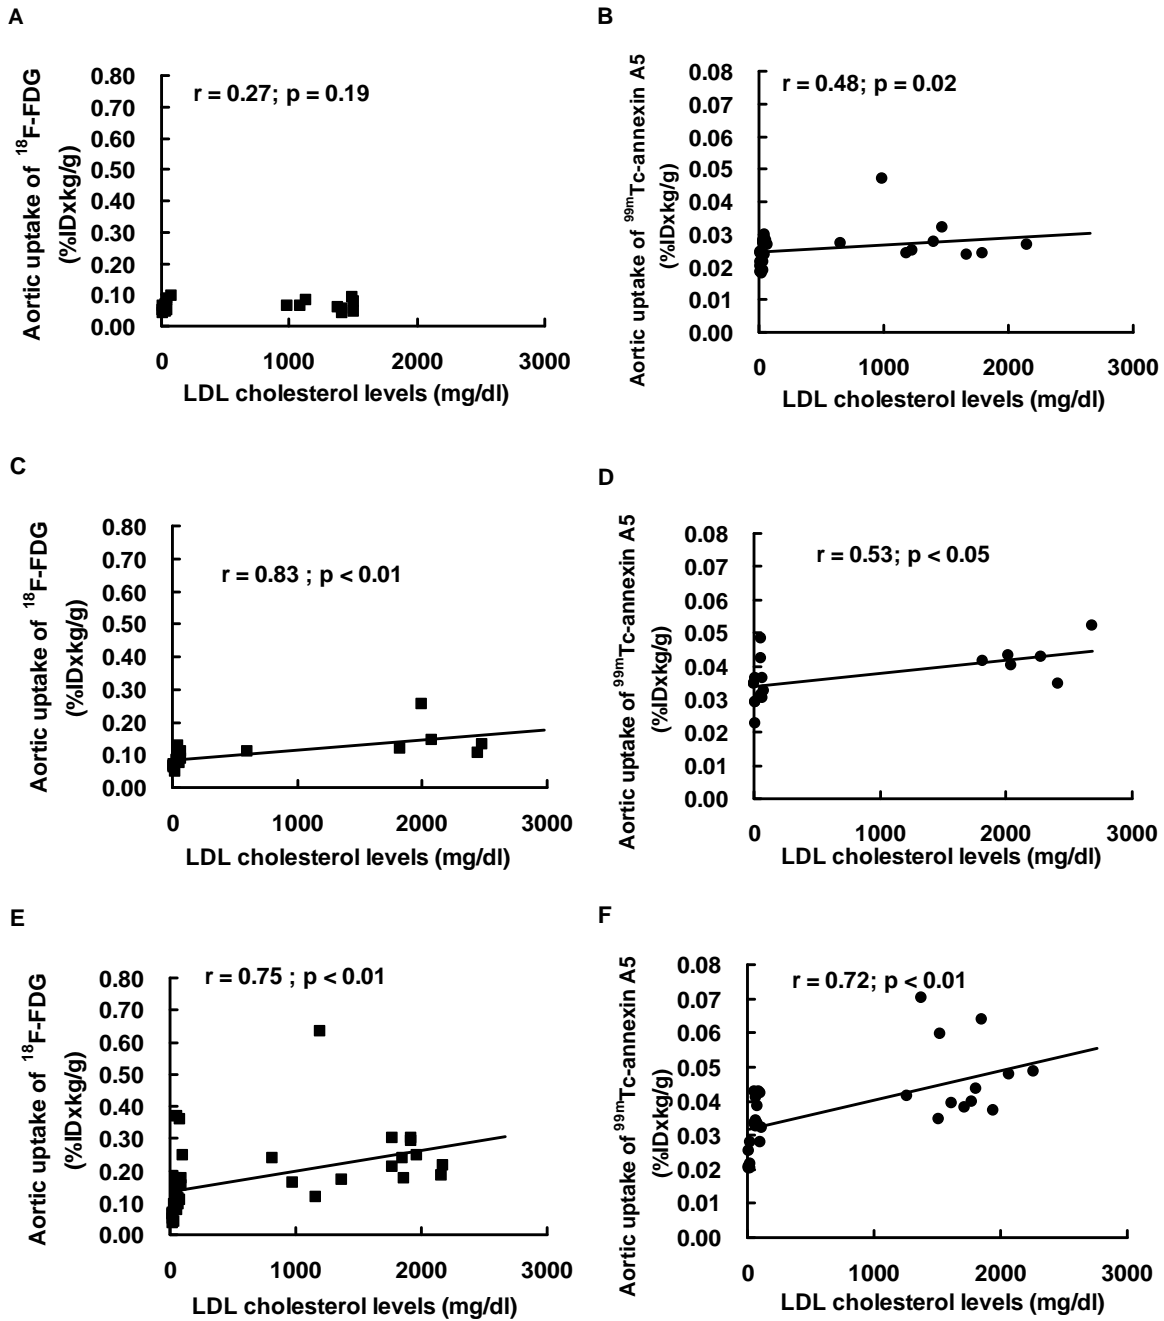 A
Aortic uptake of ¹⁸F-FDG
(%IDxkg/g)
0.80
0.70
0.60
0.50
0.40
0.30
0.20
0.10
0.00
r = 0.27; p = 0.19
0 1000 2000 3000
LDL cholesterol levels (mg/dl)
B
Aortic uptake of ⁹⁹ᵐTc-annexin A5
(%IDxkg/g)
0.08
0.07
0.06
0.05
0.04
0.03
0.02
0.01
0.00
r = 0.48; p = 0.02
0 1000 2000 3000
LDL cholesterol levels (mg/dl)
C
Aortic uptake of ¹⁸F-FDG
(%IDxkg/g)
0.80
0.70
0.60
0.50
0.40
0.30
0.20
0.10
0.00
r = 0.83 ; p < 0.01
0 1000 2000 3000
LDL cholesterol levels (mg/dl)
D
Aortic uptake of ⁹⁹ᵐTc-annexin A5
(%IDxkg/g)
0.08
0.07
0.06
0.05
0.04
0.03
0.02
0.01
0.00
r = 0.53; p < 0.05
0 1000 2000 3000
LDL cholesterol levels (mg/dl)
E
Aortic uptake of ¹⁸F-FDG
(%IDxkg/g)
0.80
0.70
0.60
0.50
0.40
0.30
0.20
0.10
0.00
r = 0.75 ; p < 0.01
0 1000 2000 3000
LDL cholesterol levels (mg/dl)
F
Aortic uptake of ⁹⁹ᵐTc-annexin A5
(%IDxkg/g)
0.08
0.07
0.06
0.05
0.04
0.03
0.02
0.01
0.00
r = 0.72; p < 0.01
0 1000 2000 3000
LDL cholesterol levels (mg/dl)